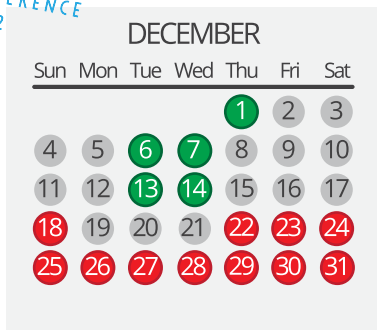 ERENCE
DECEMBER
Sun Mon Tue Wed Thu Fri Sat
1 2 3
4 5 6 7 8 9 10
11 12 13 14 15 16 17
18 19 20 21 22 23 24
25 26 27 28 29 30 31